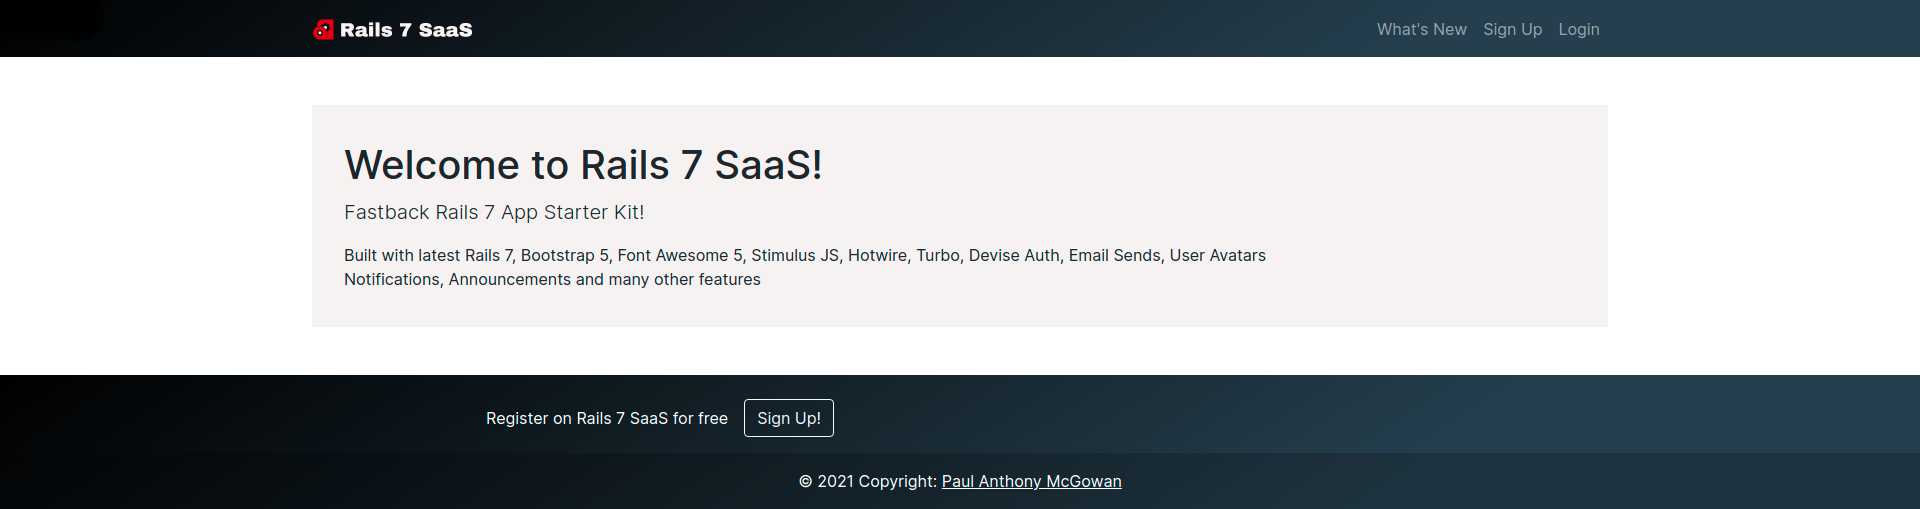 Rails 7 SaaS
What's New Sign Up Login
Welcome to Rails 7 SaaS!
Fastback Rails 7 App Starter Kit!
Built with latest Rails 7, Bootstrap 5, Font Awesome 5, Stimulus JS, Hotwire, Turbo, Devise Auth, Email Sends, User Avatars
Notifications, Announcements and many other features
Register on Rails 7 SaaS for free Sign Up!
© 2021 Copyright: Paul Anthony McGowan